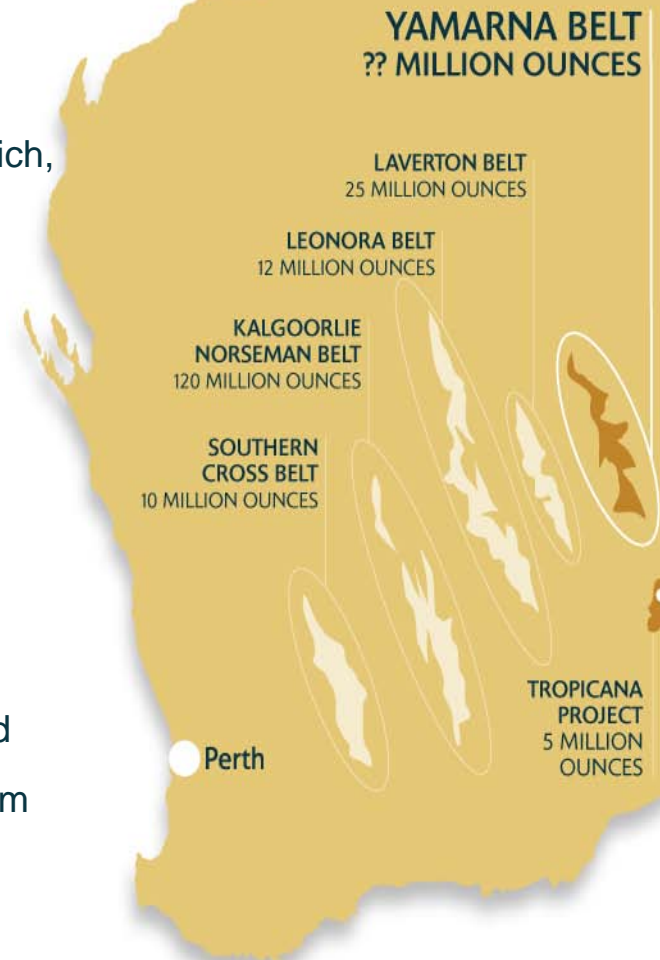 YAMARNA BELT
?? MILLION OUNCES
LAVERTON BELT
25 MILLION OUNCES
LEONORA BELT
12 MILLION OUNCES
KALGOORLIE
NORSEMAN BELT
120 MILLION OUNCES
SOUTHERN
CROSS BELT
10 MILLION OUNCES
TROPICANA
PROJECT
5 MILLION
OUNCES
Perth